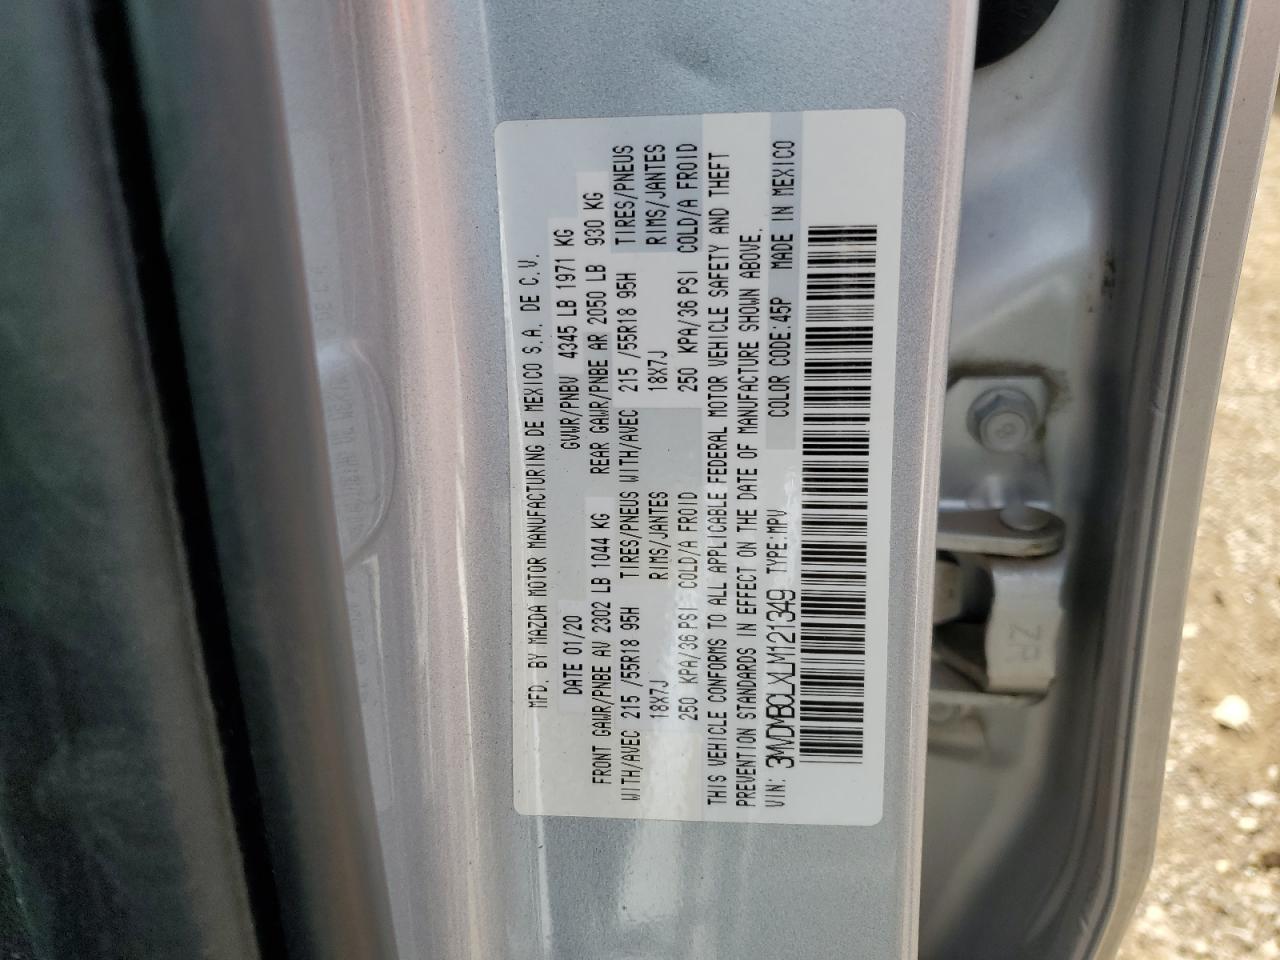 MFD. BY MAZDA MOTOR MANUFACTURING DE MEXICO S.A. DE C.V.
DATE 01/20 GVWR/PNBV 4345 LB 1971 KG
FRONT GAWR/PNBE AV 2302 LB 1044 KG REAR GAWR/PNBE AR 2050 LB 930 KG
WITH/AVEC 215 /55R18 95H TIRES/PNEUS WITH/AVEC 215 /55R18 95H TIRES/PNEUS
18X7J RIMS/JANTES 18X7J RIMS/JANTES
250 KPA/36 PSI COLD/A FROID 250 KPA/36 PSI COLD/A FROID
THIS VEHICLE CONFORMS TO ALL APPLICABLE FEDERAL MOTOR VEHICLE SAFETY AND THEFT
PREVENTION STANDARDS IN EFFECT ON THE DATE OF MANUFACTURE SHOWN ABOVE.
VIN: 3MVDMBCLXLM121349 TYPE:MPV COLOR CODE:45P MADE IN MEXICO